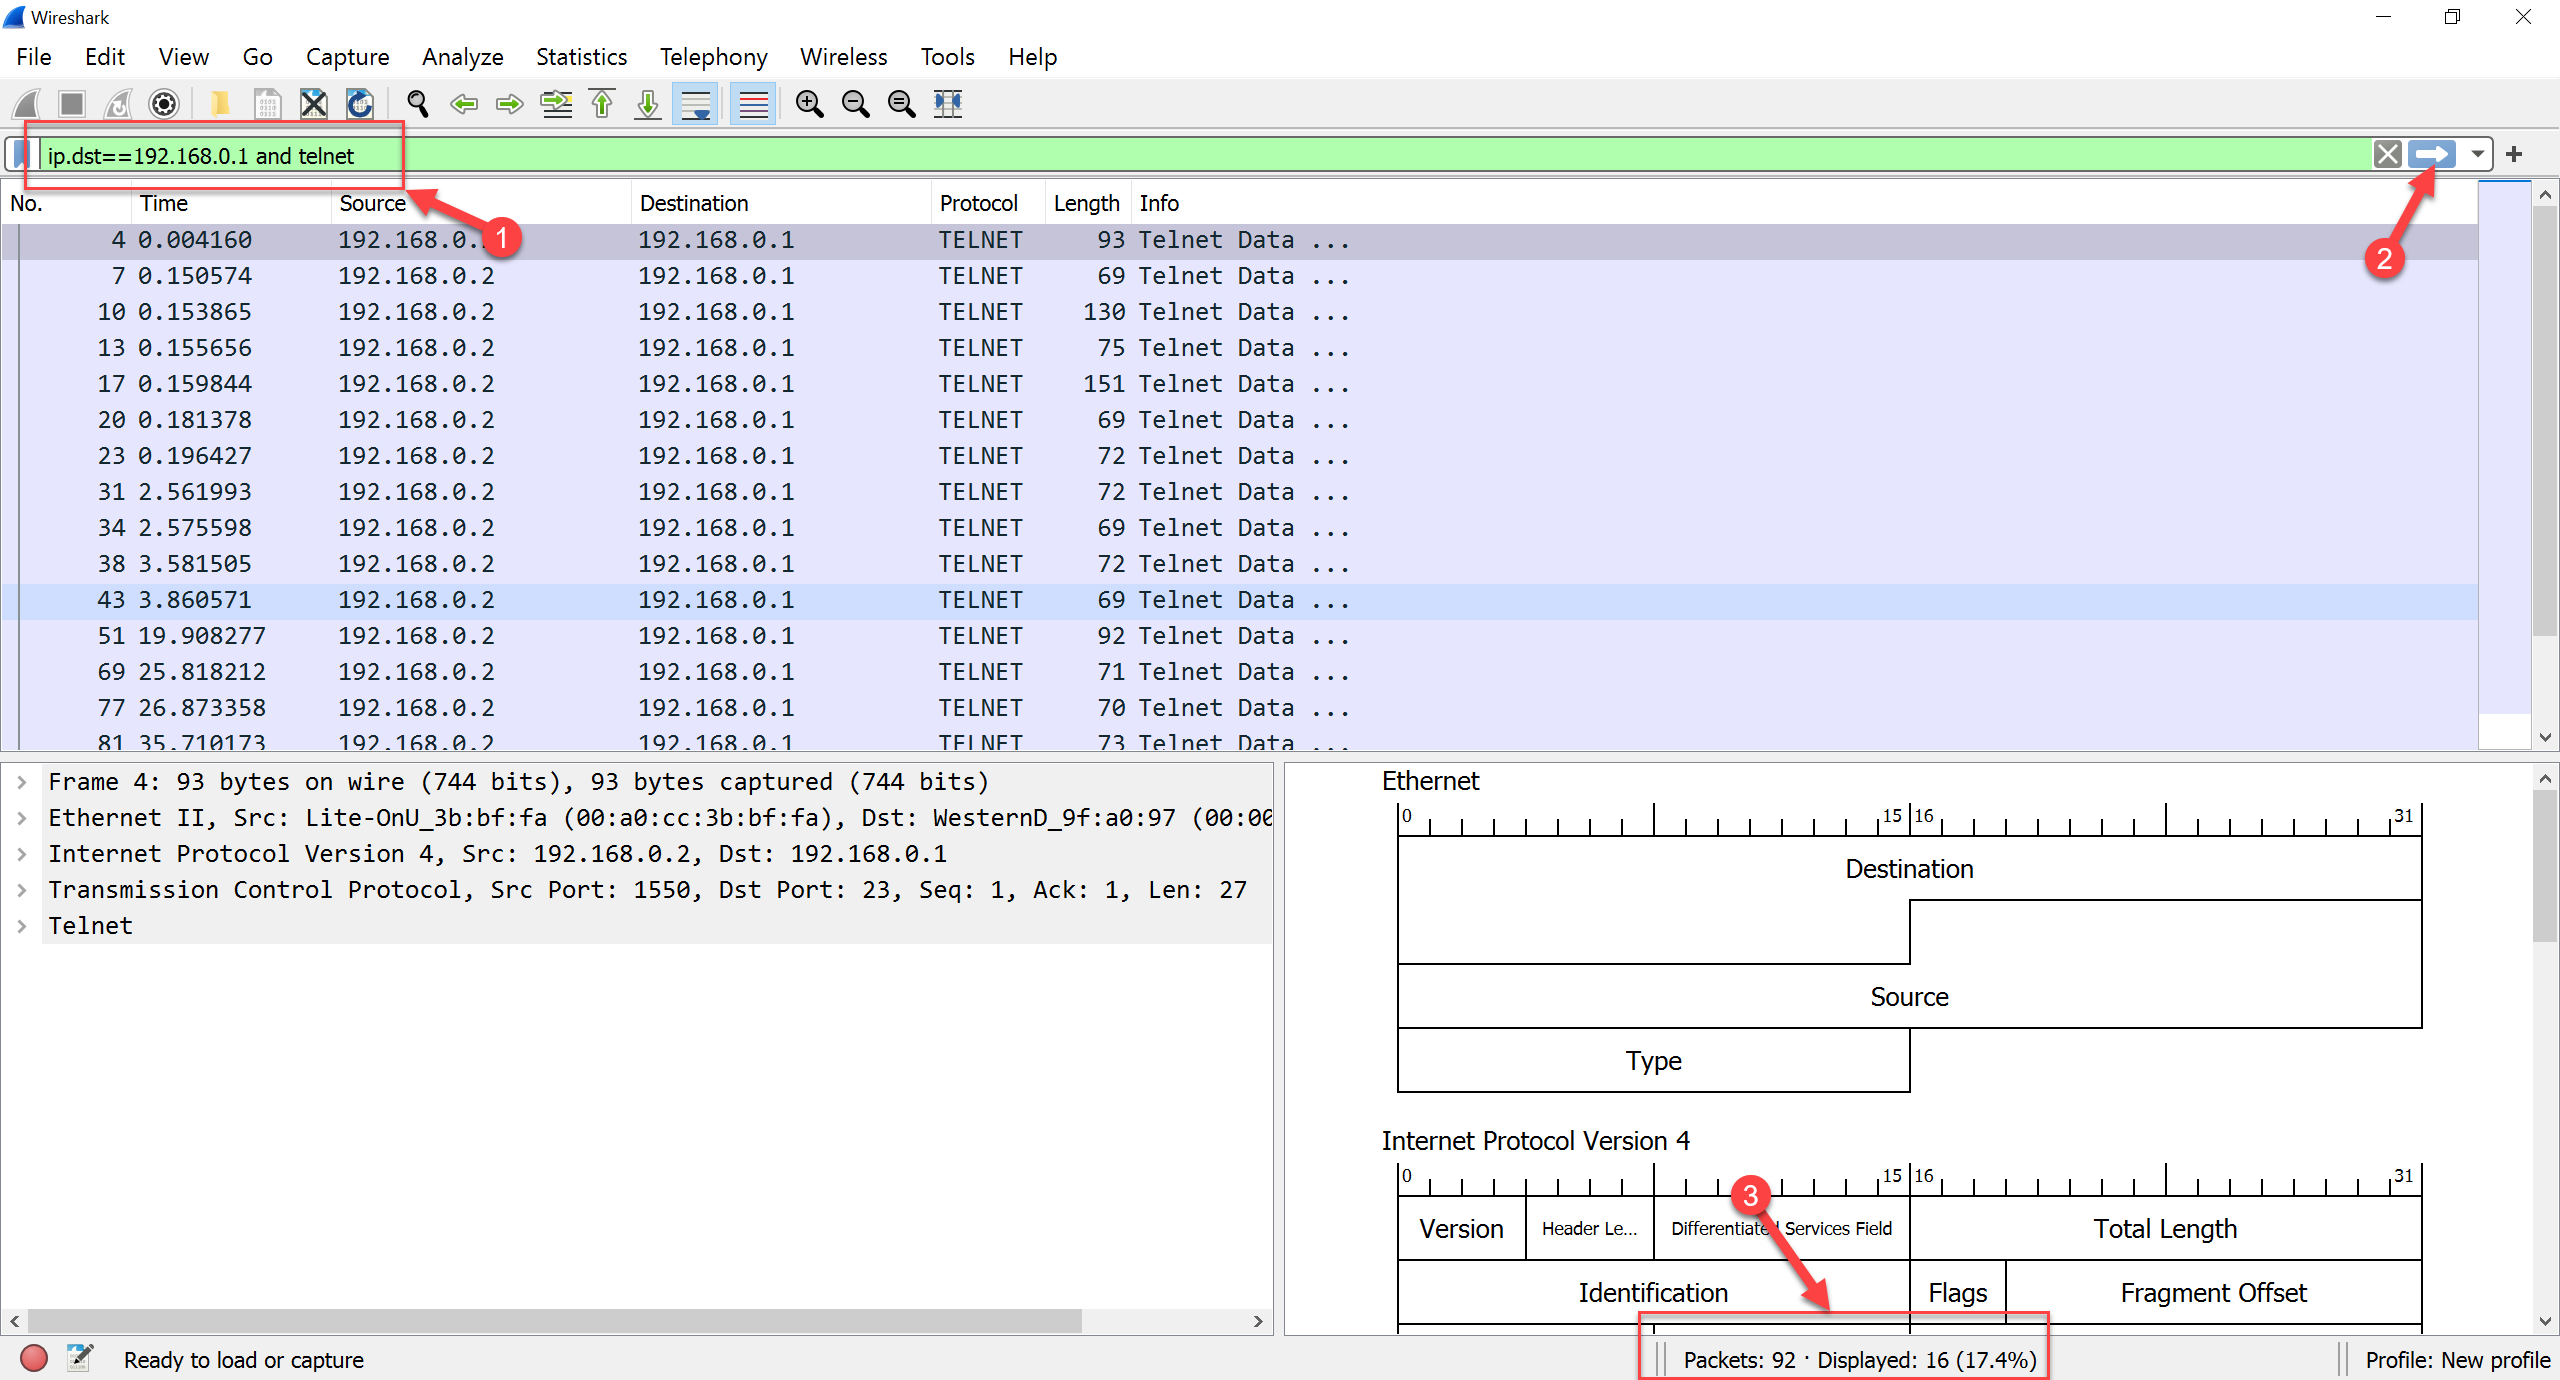 Wireshark
File Edit View Go Capture Analyze Statistics Telephony Wireless Tools Help
ip.dst==192.168.0.1 and telnet
No. Time Source Destination Protocol Length Info
1
2
4 0.004160 192.168.0. 192.168.0.1 TELNET 93 Telnet Data ...
7 0.150574 192.168.0.2 192.168.0.1 TELNET 69 Telnet Data ...
10 0.153865 192.168.0.2 192.168.0.1 TELNET 130 Telnet Data ...
13 0.155656 192.168.0.2 192.168.0.1 TELNET 75 Telnet Data ...
17 0.159844 192.168.0.2 192.168.0.1 TELNET 151 Telnet Data ...
20 0.181378 192.168.0.2 192.168.0.1 TELNET 69 Telnet Data ...
23 0.196427 192.168.0.2 192.168.0.1 TELNET 72 Telnet Data ...
31 2.561993 192.168.0.2 192.168.0.1 TELNET 72 Telnet Data ...
34 2.575598 192.168.0.2 192.168.0.1 TELNET 69 Telnet Data ...
38 3.581505 192.168.0.2 192.168.0.1 TELNET 72 Telnet Data ...
43 3.860571 192.168.0.2 192.168.0.1 TELNET 69 Telnet Data ...
51 19.908277 192.168.0.2 192.168.0.1 TELNET 92 Telnet Data ...
69 25.818212 192.168.0.2 192.168.0.1 TELNET 71 Telnet Data ...
77 26.873358 192.168.0.2 192.168.0.1 TELNET 70 Telnet Data ...
81 35.710173 192.168.0.2 192.168.0.1 TELNET 73 Telnet Data ...
Frame 4: 93 bytes on wire (744 bits), 93 bytes captured (744 bits)
Ethernet II, Src: Lite-OnU_3b:bf:fa (00:a0:cc:3b:bf:fa), Dst: WesternD_9f:a0:97 (00:00
Internet Protocol Version 4, Src: 192.168.0.2, Dst: 192.168.0.1
Transmission Control Protocol, Src Port: 1550, Dst Port: 23, Seq: 1, Ack: 1, Len: 27
Telnet
Ethernet
0 15 16 31
Destination
Source
Type
Internet Protocol Version 4
0 15 16 31
3
Version Header Le... Differentiated Services Field Total Length
Identification Flags Fragment Offset
Ready to load or capture
Packets: 92 · Displayed: 16 (17.4%)
Profile: New profile